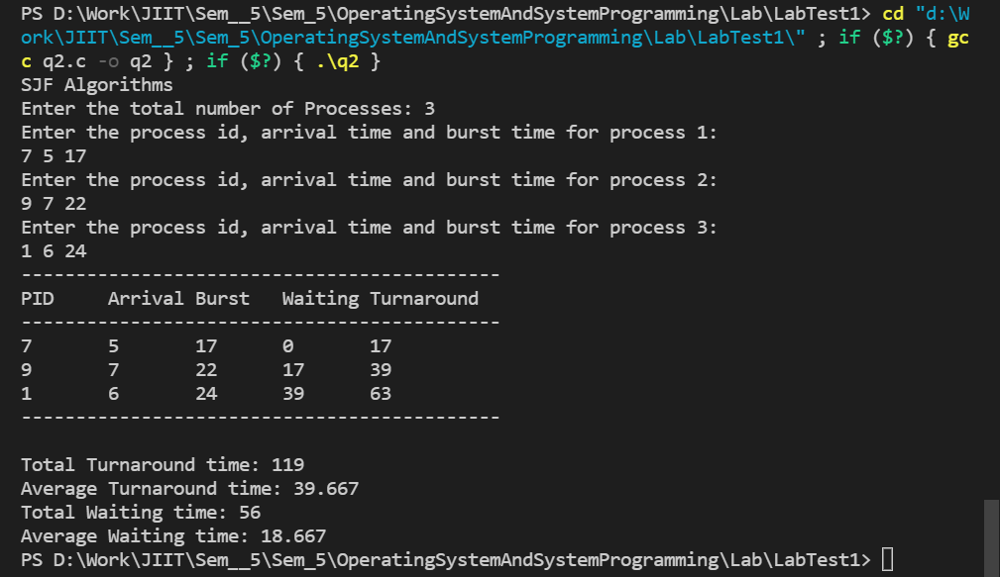 PS D:\Work\JIIT\Sem__5\Sem_5\OperatingSystemAndSystemProgramming\Lab\LabTest1> cd "d:\W
ork\JIIT\Sem__5\Sem_5\OperatingSystemAndSystemProgramming\Lab\LabTest1\" ; if ($?) { gc
c q2.c -o q2 } ; if ($?) { .\q2 }
SJF Algorithms
Enter the total number of Processes: 3
Enter the process id, arrival time and burst time for process 1:
7 5 17
Enter the process id, arrival time and burst time for process 2:
9 7 22
Enter the process id, arrival time and burst time for process 3:
1 6 24
--------------------------------------------
PID     Arrival Burst   Waiting Turnaround
--------------------------------------------
7       5       17      0       17
9       7       22      17      39
1       6       24      39      63
--------------------------------------------
Total Turnaround time: 119
Average Turnaround time: 39.667
Total Waiting time: 56
Average Waiting time: 18.667
PS D:\Work\JIIT\Sem__5\Sem_5\OperatingSystemAndSystemProgramming\Lab\LabTest1>